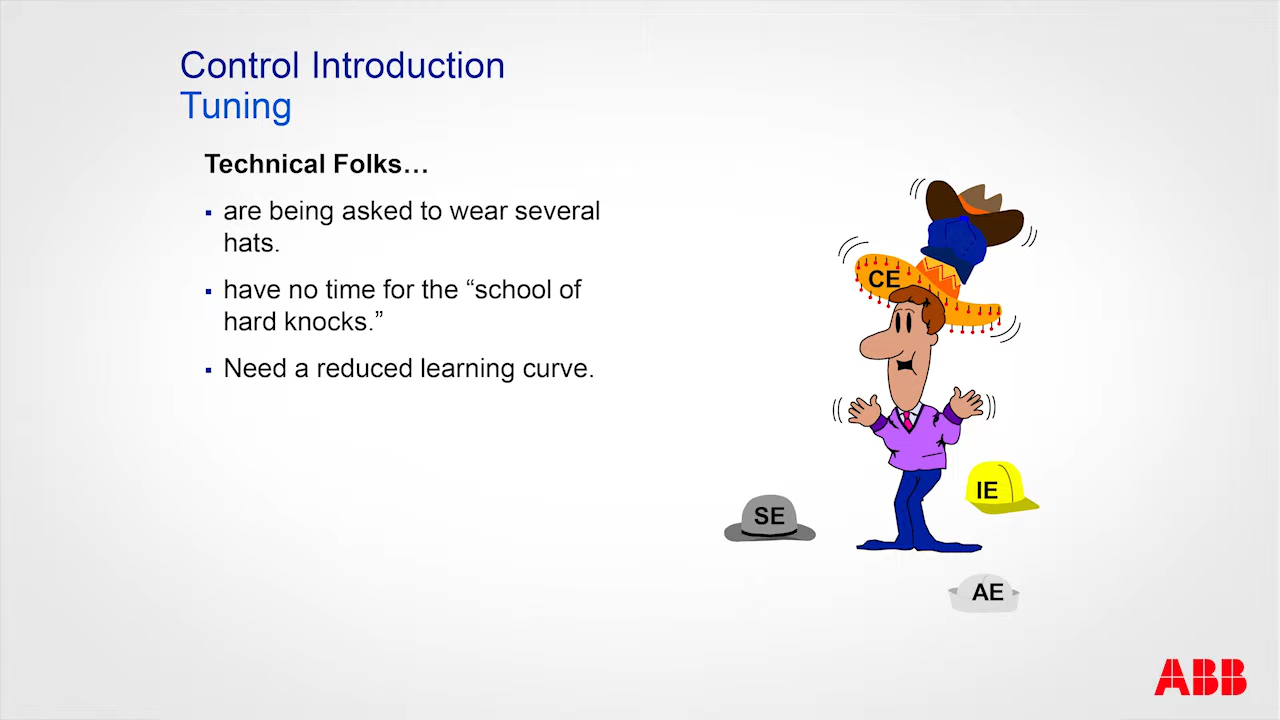 Control Introduction
Tuning
Technical Folks…
▪ are being asked to wear several
hats.
▪ have no time for the “school of
hard knocks.”
▪ Need a reduced learning curve.
CE
IE
SE
AE
ABB